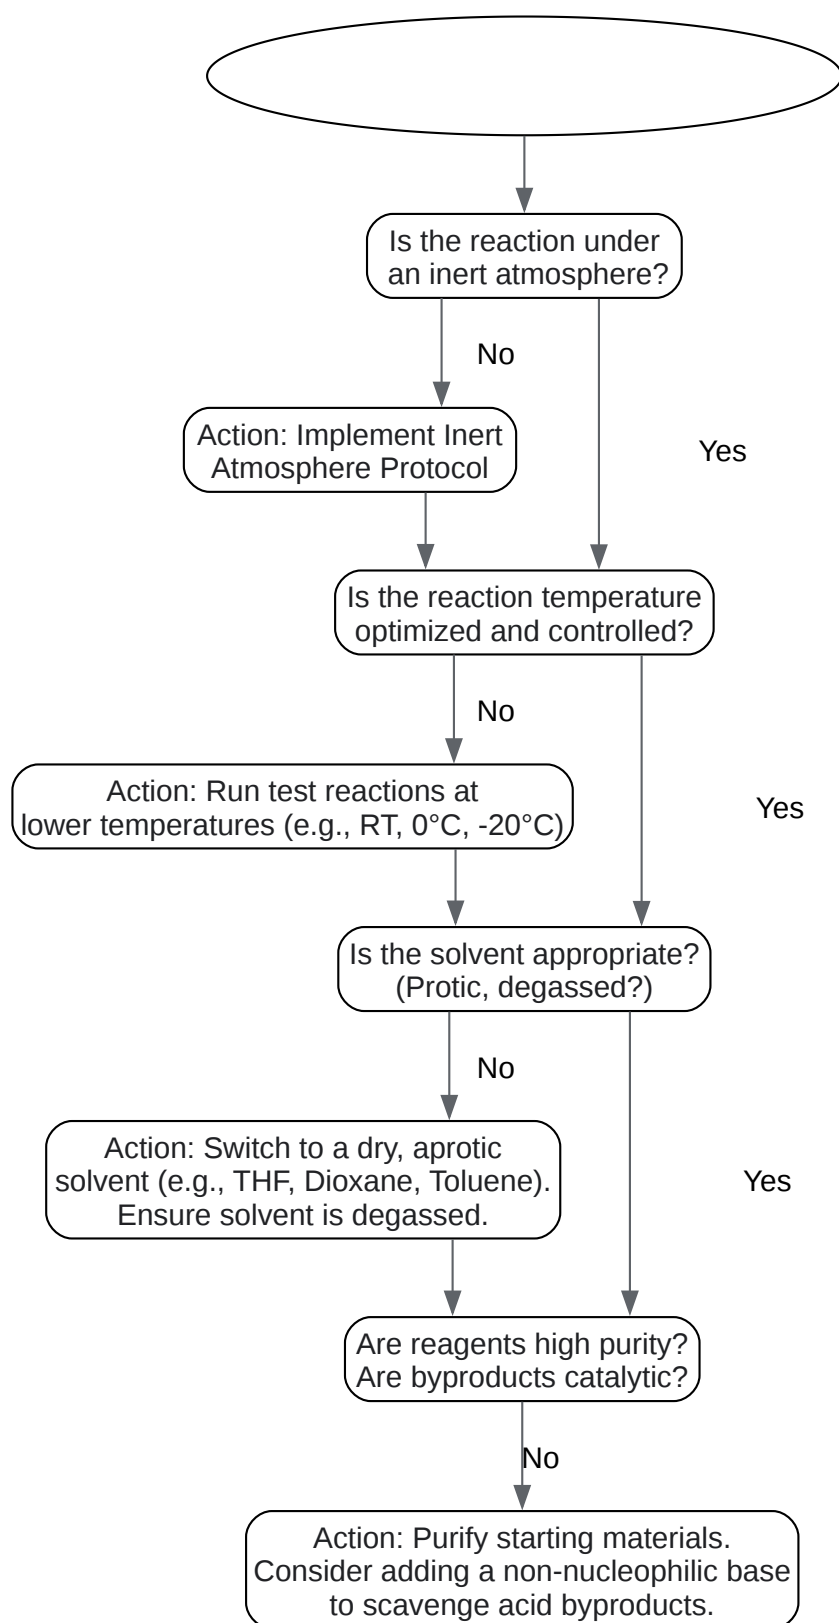 Is the reaction under
an inert atmosphere?
No
Action: Implement Inert
Atmosphere Protocol
Yes
Is the reaction temperature
optimized and controlled?
No
Action: Run test reactions at
lower temperatures (e.g., RT, 0°C, -20°C)
Yes
Is the solvent appropriate?
(Protic, degassed?)
No
Action: Switch to a dry, aprotic
solvent (e.g., THF, Dioxane, Toluene).
Ensure solvent is degassed.
Yes
Are reagents high purity?
Are byproducts catalytic?
No
Action: Purify starting materials.
Consider adding a non-nucleophilic base
to scavenge acid byproducts.